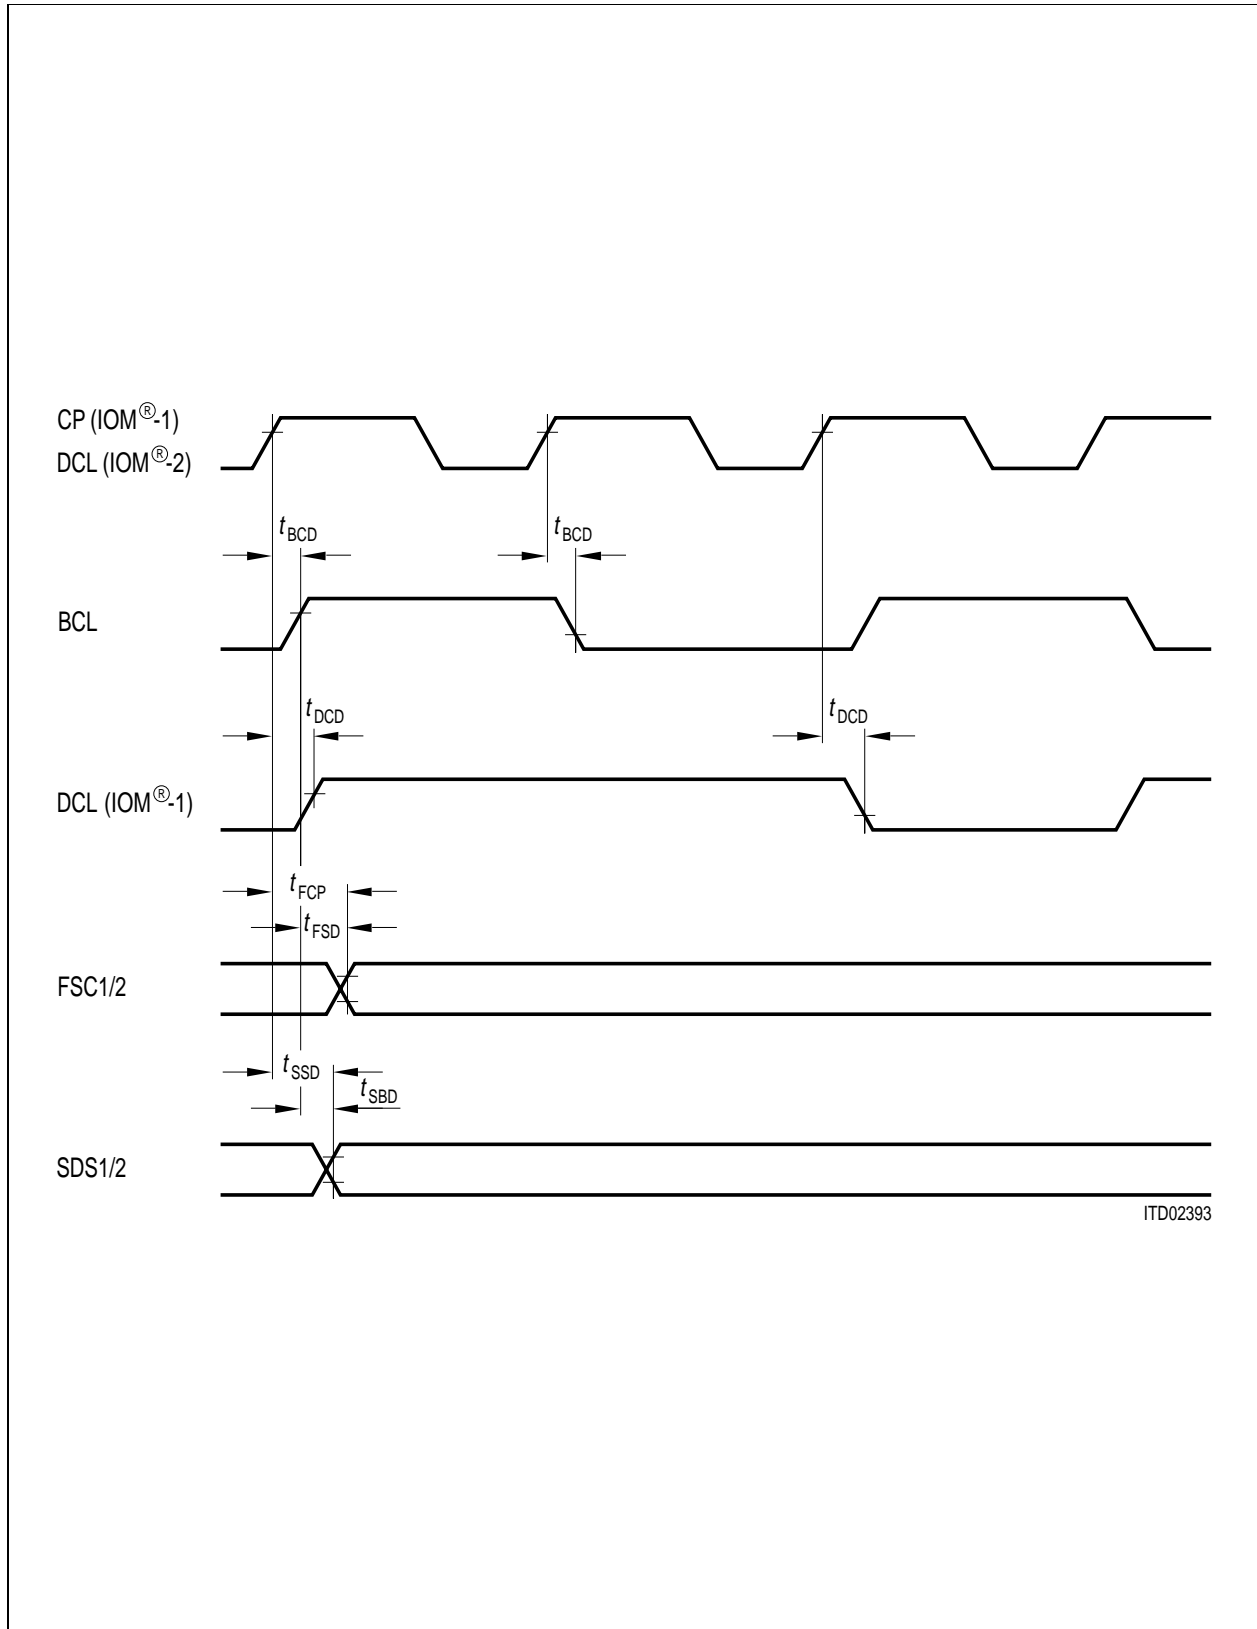 CP (IOM®-1)
DCL (IOM®-2)
tBCD tBCD
BCL
tDCD tDCD
DCL (IOM®-1)
tFCP
tFSD
FSC1/2
tSSD
tSBD
SDS1/2
ITD02393